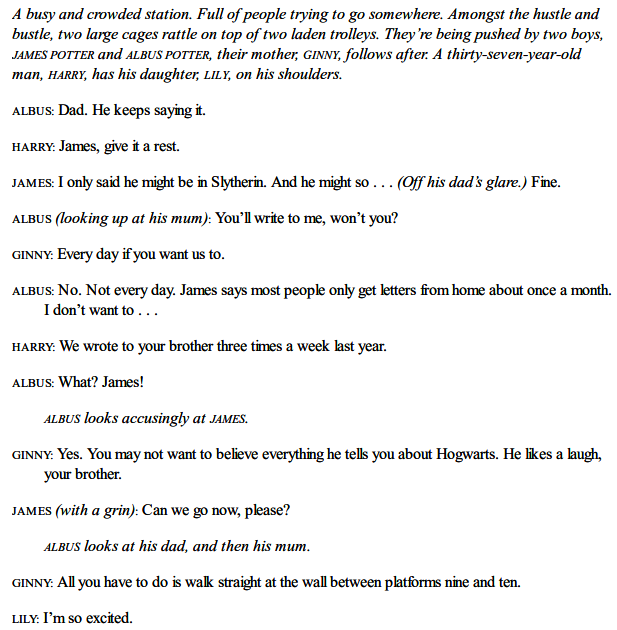 A busy and crowded station. Full of people trying to go somewhere. Amongst the hustle and
bustle, two large cages rattle on top of two laden trolleys. They’re being pushed by two boys,
JAMES POTTER and ALBUS POTTER, their mother, GINNY, follows after. A thirty-seven-year-old
man, HARRY, has his daughter, LILY, on his shoulders.
ALBUS: Dad. He keeps saying it.
HARRY: James, give it a rest.
JAMES: I only said he might be in Slytherin. And he might so . . . (Off his dad’s glare.) Fine.
ALBUS (looking up at his mum): You’ll write to me, won’t you?
GINNY: Every day if you want us to.
ALBUS: No. Not every day. James says most people only get letters from home about once a month.
I don’t want to . . .
HARRY: We wrote to your brother three times a week last year.
ALBUS: What? James!
ALBUS looks accusingly at JAMES.
GINNY: Yes. You may not want to believe everything he tells you about Hogwarts. He likes a laugh,
your brother.
JAMES (with a grin): Can we go now, please?
ALBUS looks at his dad, and then his mum.
GINNY: All you have to do is walk straight at the wall between platforms nine and ten.
LILY: I’m so excited.